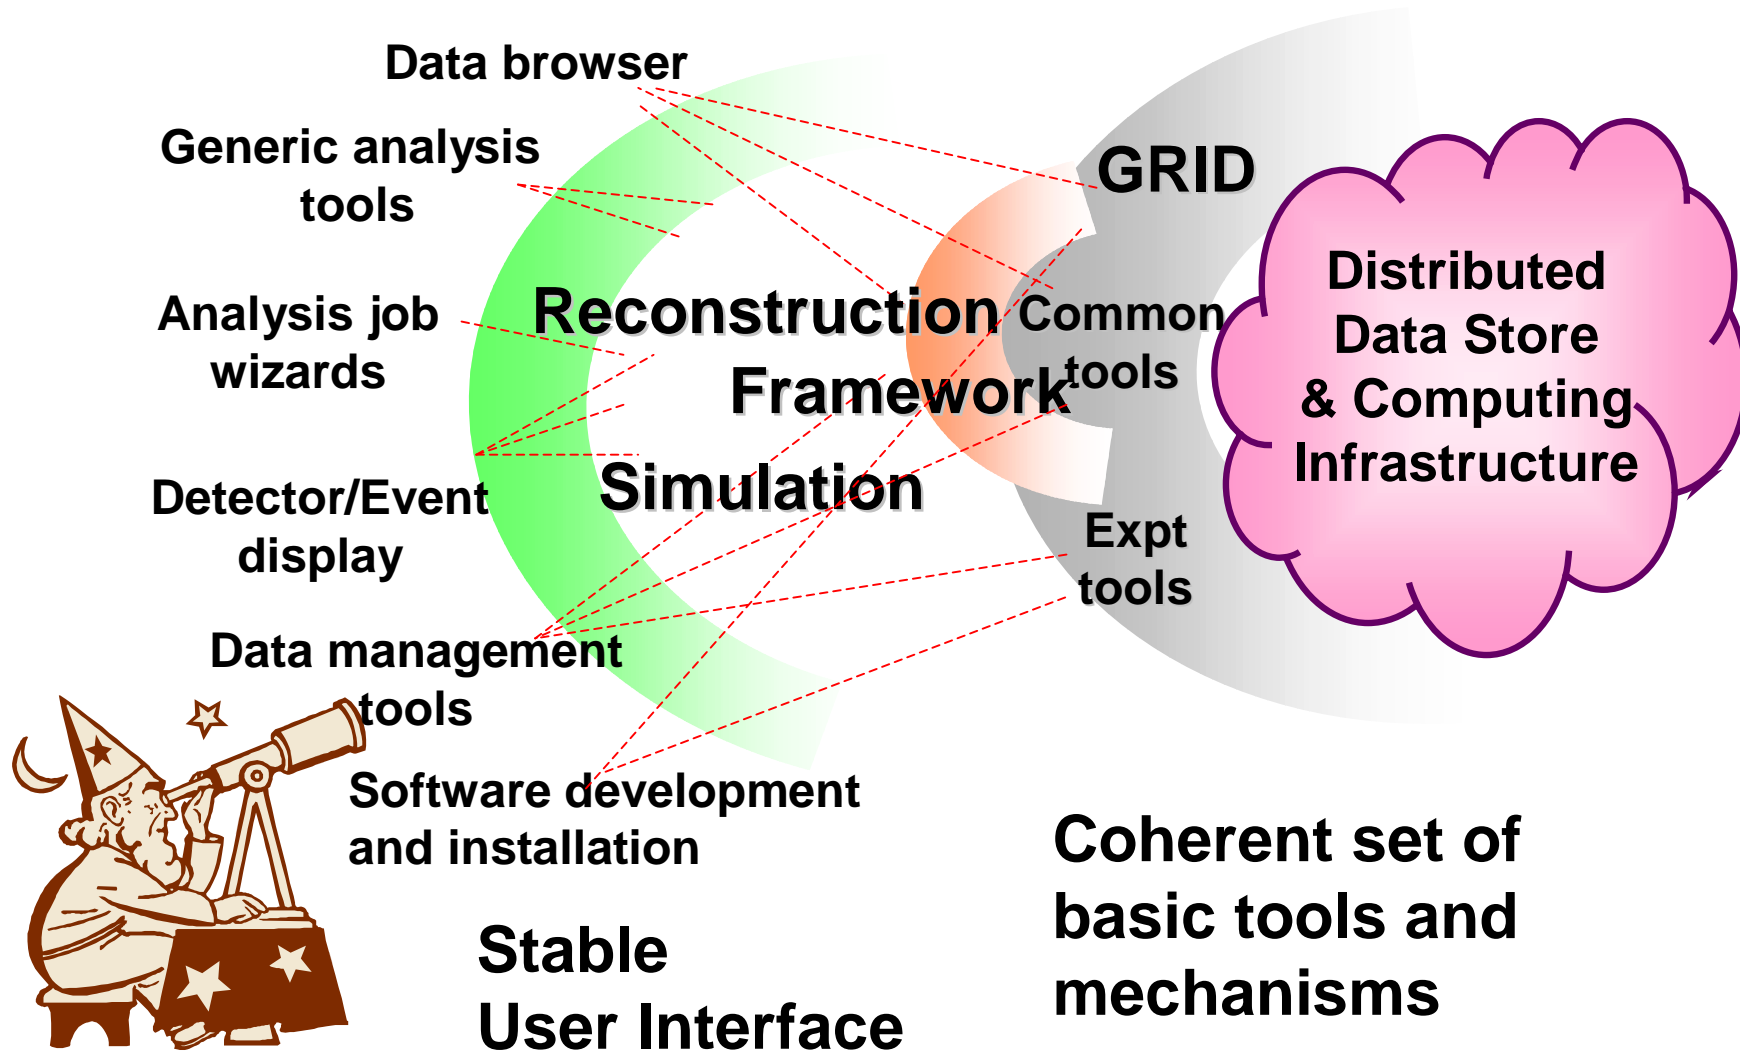 Data browser
Generic analysis
tools
Analysis job
wizards
Detector/Event
display
Data management
tools
Software development
and installation
Stable
User Interface
Reconstruction
Framework
Simulation
GRID
Common
tools
Expt
tools
Distributed
Data Store
& Computing
Infrastructure
Coherent set of
basic tools and
mechanisms